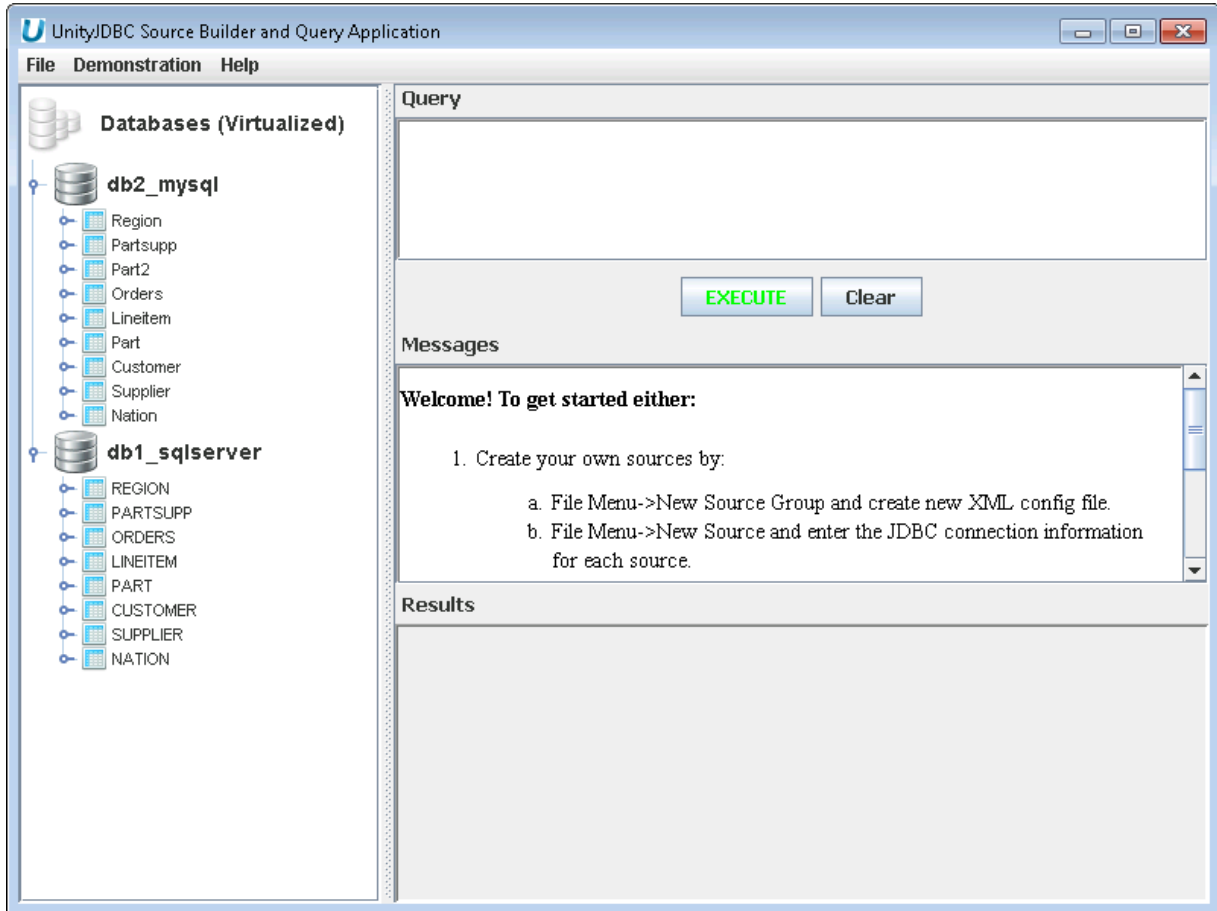 UnityJDBC Source Builder and Query Application
File Demonstration Help
Databases (Virtualized)
db2_mysql
Region
Partsupp
Part2
Orders
Lineitem
Part
Customer
Supplier
Nation
db1_sqlserver
REGION
PARTSUPP
ORDERS
LINEITEM
PART
CUSTOMER
SUPPLIER
NATION
Query
EXECUTE Clear
Messages
Welcome! To get started either:
1. Create your own sources by:
a. File Menu->New Source Group and create new XML config file.
b. File Menu->New Source and enter the JDBC connection information
for each source.
Results